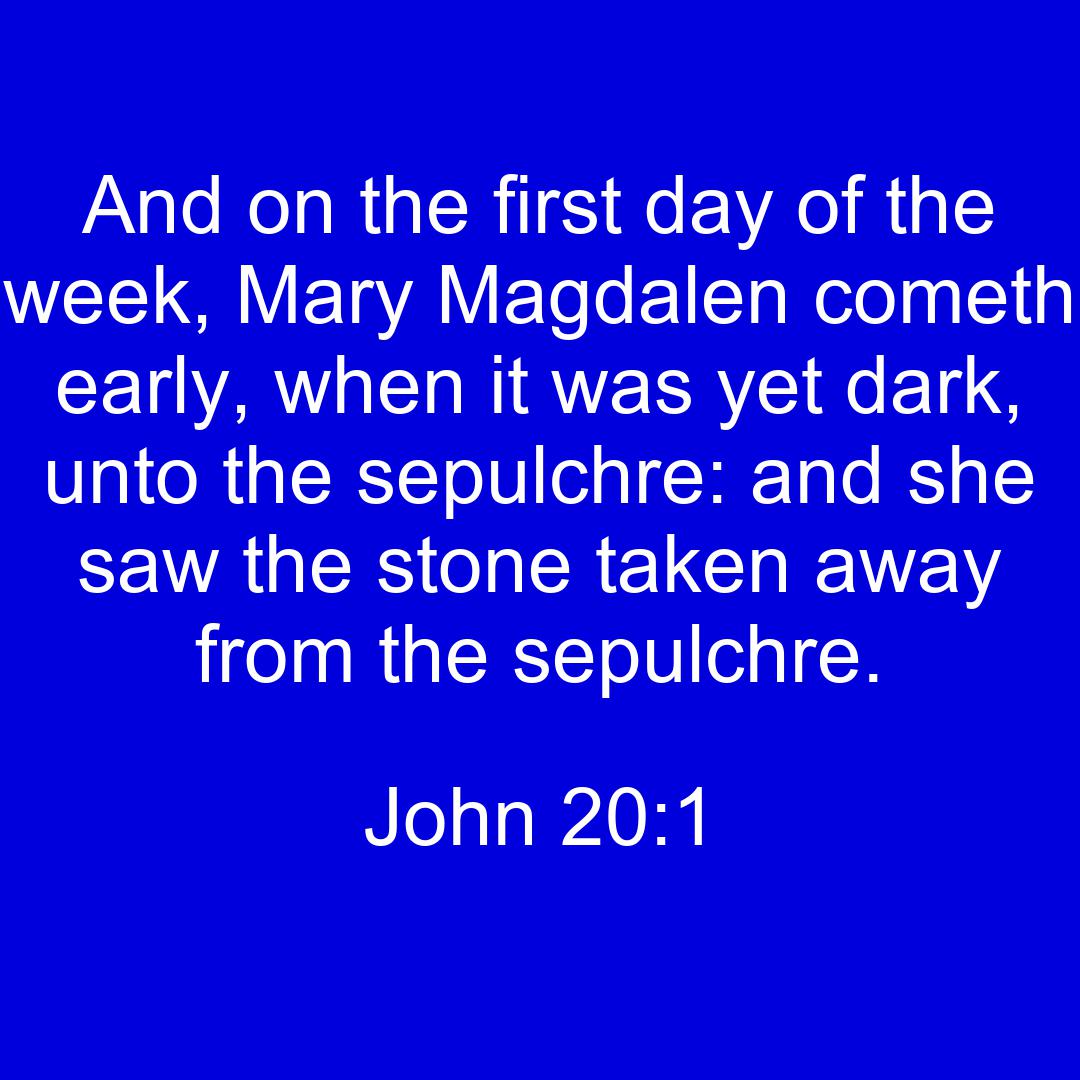 And on the first day of the
week, Mary Magdalen cometh
early, when it was yet dark,
unto the sepulchre: and she
saw the stone taken away
from the sepulchre.
John 20:1